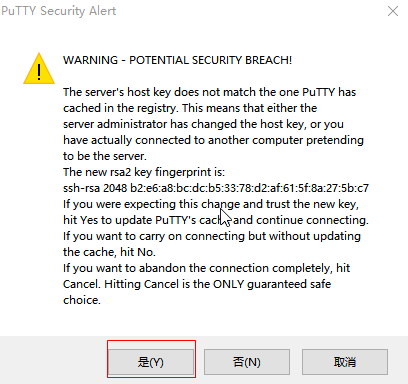 PuTTY Security Alert
WARNING - POTENTIAL SECURITY BREACH!
The server's host key does not match the one PuTTY has
cached in the registry. This means that either the
server administrator has changed the host key, or you
have actually connected to another computer pretending
to be the server.
The new rsa2 key fingerprint is:
ssh-rsa 2048 b2:e6:a8:bc:dc:b5:33:78:d2:af:61:5f:8a:27:5b:c7
If you were expecting this change and trust the new key,
hit Yes to update PuTTY's cache and continue connecting.
If you want to carry on connecting but without updating
the cache, hit No.
If you want to abandon the connection completely, hit
Cancel. Hitting Cancel is the ONLY guaranteed safe
choice.
是(Y)
否(N)
取消